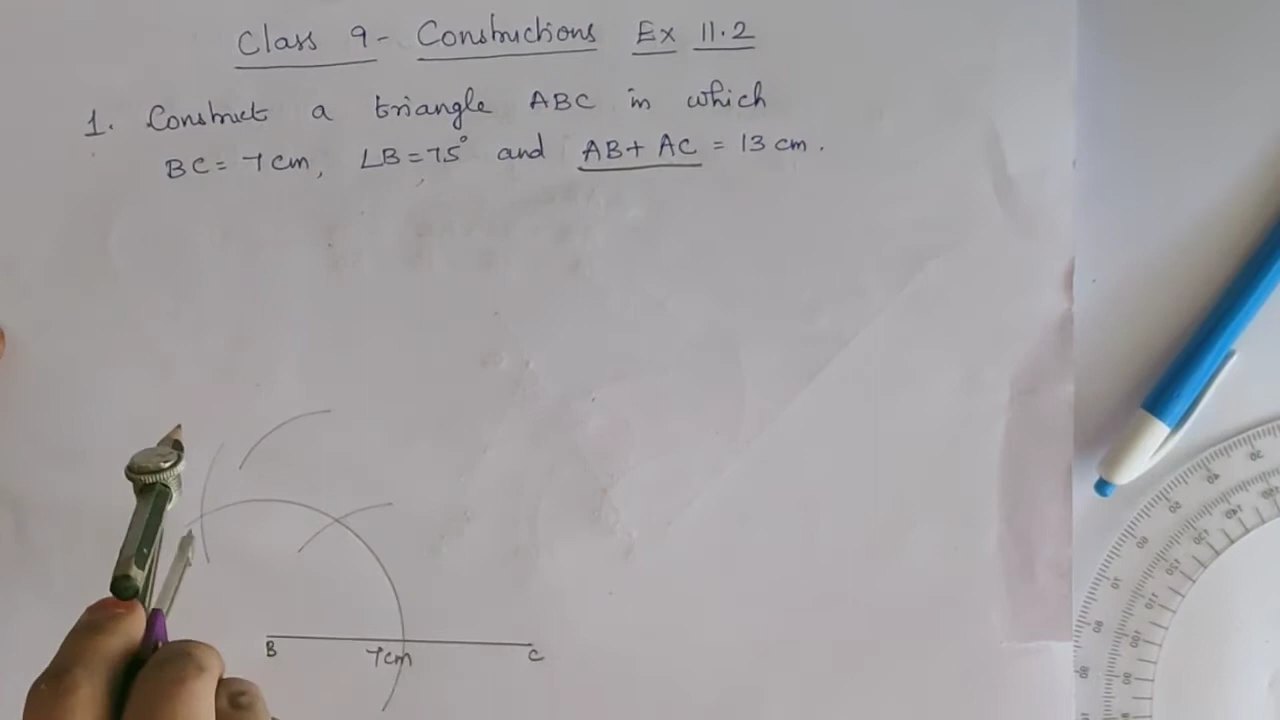 Class 9- Constructions Ex 11.2
1. Construct a triangle ABC in which
BC = 7cm, ∠B = 75° and AB + AC = 13 cm.
B 7cm C